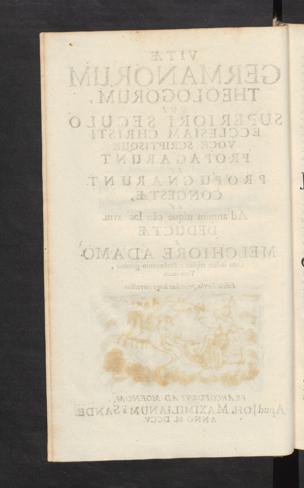 VITÆ
GERMANORUM
THEOLOGORUM,
QUI
SUPERIORI SECULO
ECCLESIAM CHRISTI
VOCE SCRIPTISQUE
PROPAGARUNT
ET
PROPUGNARUNT
CONGESTÆ,
Ad annum usque
DEDUCTÆ
à
MELCHIORE ADAMO.
FRANCOFURTI AD MOENUM,
Apud JOH. MAXIMILIANUM à SANDE.
ANNO M. DCCV.